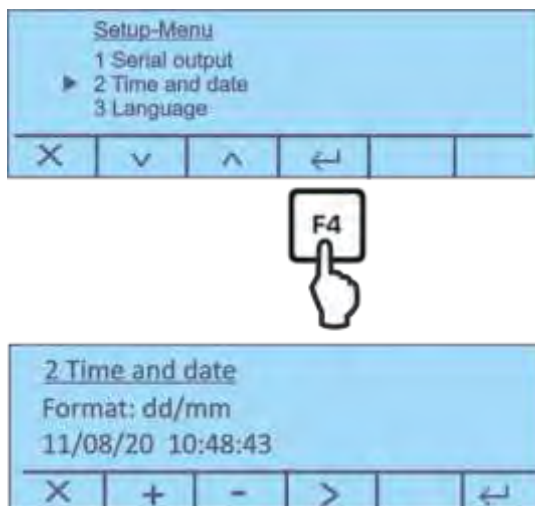 Setup-Menu
1 Serial output
▶ 2 Time and date
3 Language
F4
2 Time and date
Format: dd/mm
11/08/20 10:48:43
X + - >